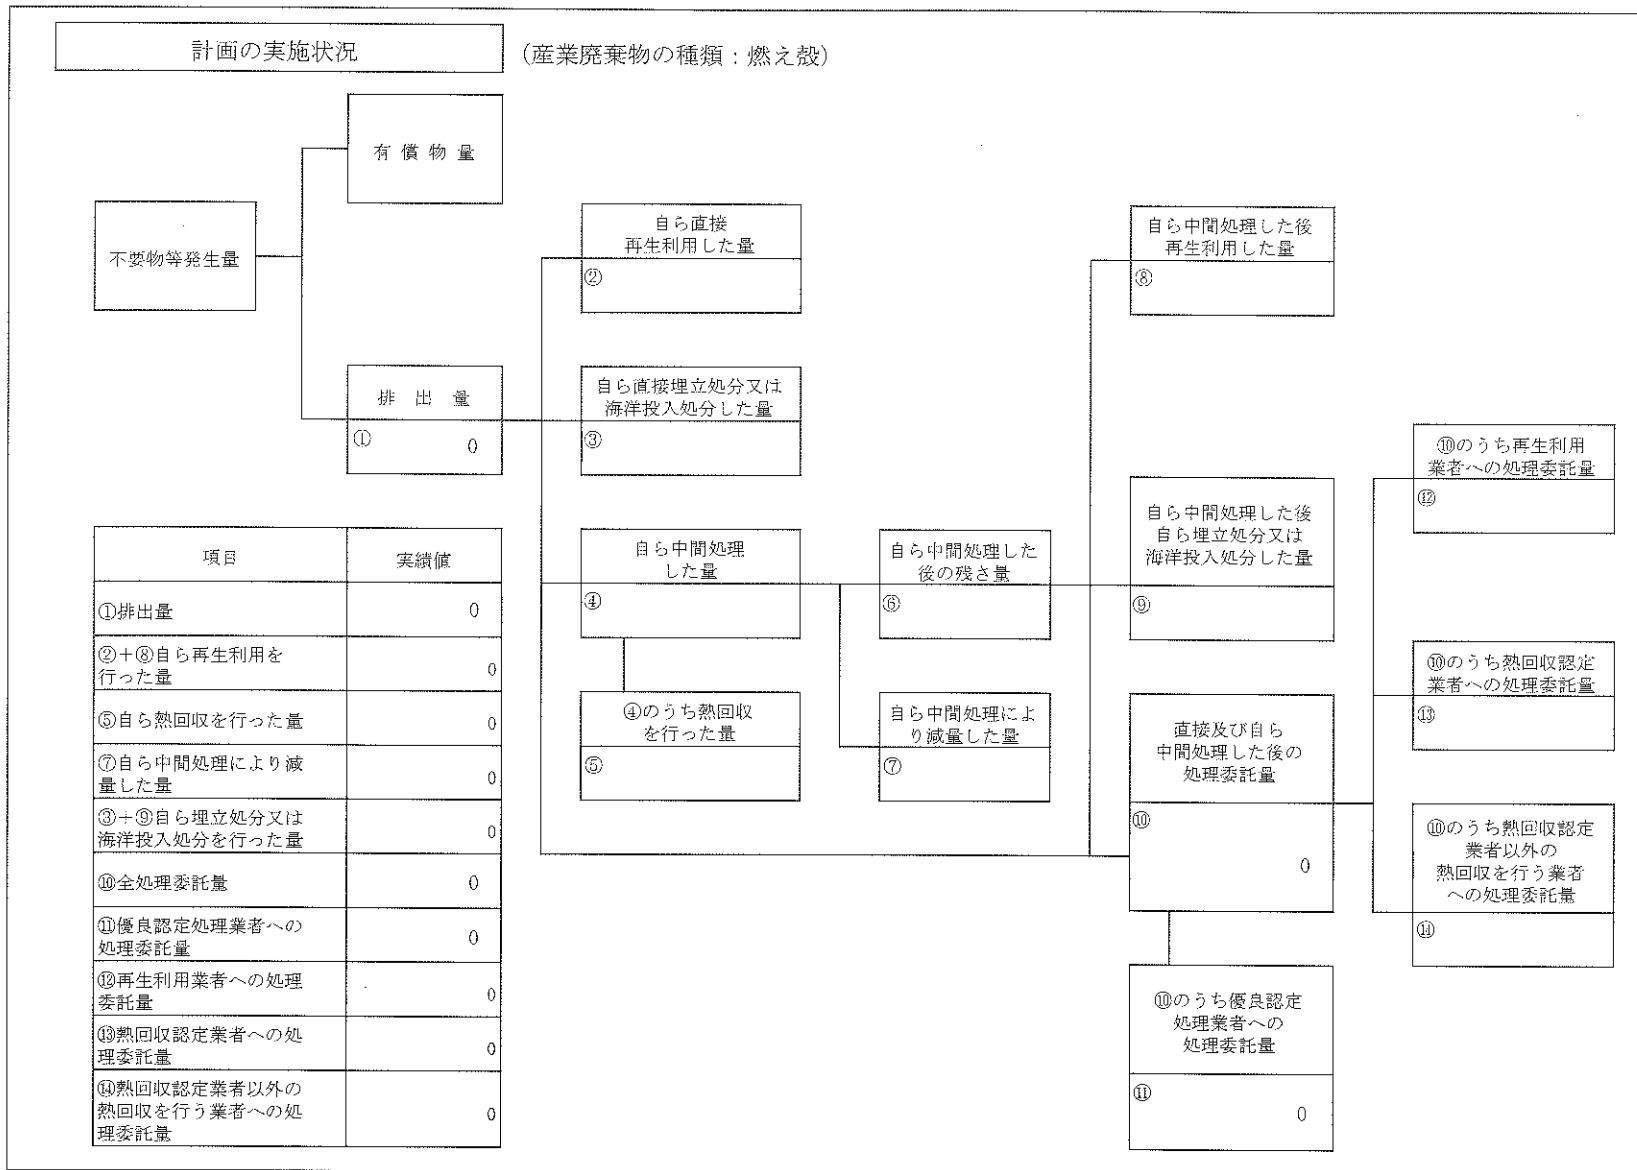 計画の実施状況
(産業廃棄物の種類：燃え殻)
有償物量
不要物等発生量
排出量
① 0
自ら直接
再生利用した量
②
自ら直接埋立処分又は
海洋投入処分した量
③
自ら中間処理
した量
④
④のうち熱回収
を行った量
⑤
自ら中間処理した
後の残さ量
⑥
自ら中間処理によ
り減量した量
⑦
自ら中間処理した後
再生利用した量
⑧
自ら中間処理した後
自ら埋立処分又は
海洋投入処分した量
⑨
直接及び自ら
中間処理した後の
処理委託量
⑩
0
⑩のうち優良認定
処理業者への
処理委託量
⑪
0
⑩のうち再生利用
業者への処理委託量
⑫
⑩のうち熱回収認定
業者への処理委託量
⑬
⑩のうち熱回収認定
業者以外の
熱回収を行う業者
への処理委託量
⑭
項目 実績値
①排出量 0
②＋⑧自ら再生利用を
行った量 0
⑤自ら熱回収を行った量 0
⑦自ら中間処理により減
量した量 0
③＋⑨自ら埋立処分又は
海洋投入処分を行った量 0
⑩全処理委託量 0
⑪優良認定処理業者への
処理委託量 0
⑫再生利用業者への処理
委託量 0
⑬熱回収認定業者への処
理委託量 0
⑭熱回収認定業者以外の
熱回収を行う業者への処
理委託量 0